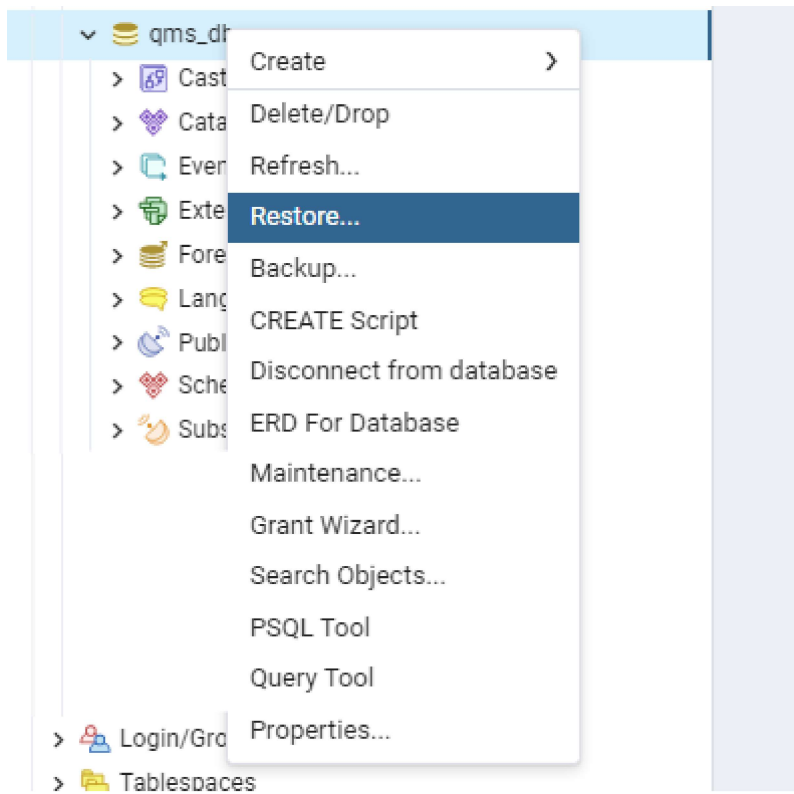 qms_db
Create
Cast
Delete/Drop
Cata
Refresh...
Even
Restore...
Exte
Backup...
Fore
Lang
CREATE Script
Publ
Disconnect from database
Sche
ERD For Database
Subs
Maintenance...
Grant Wizard...
Search Objects...
PSQL Tool
Query Tool
Properties...
Login/Gro
Tablespaces